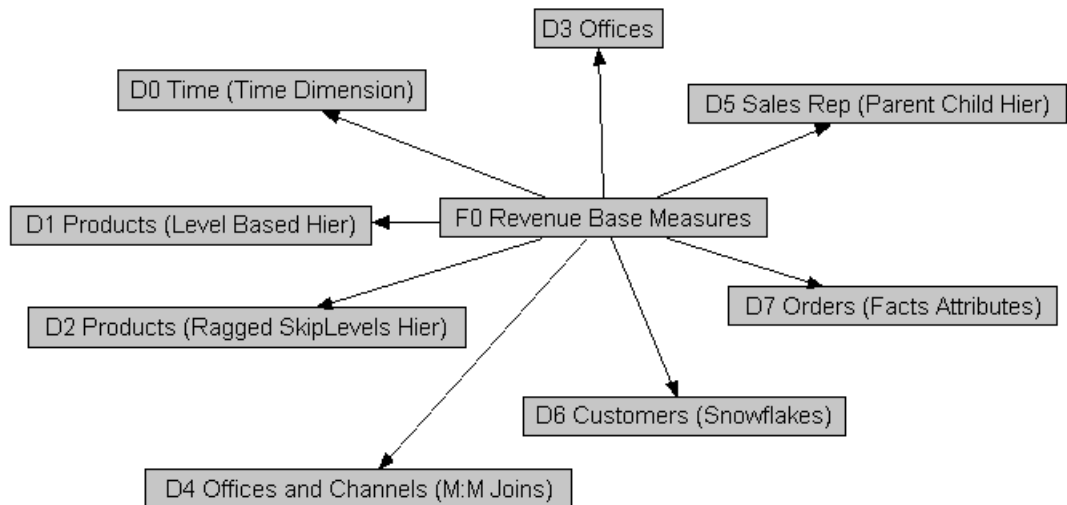 D3 Offices
D0 Time (Time Dimension)
D5 Sales Rep (Parent Child Hier)
F0 Revenue Base Measures
D1 Products (Level Based Hier)
D7 Orders (Facts Attributes)
D2 Products (Ragged SkipLevels Hier)
D6 Customers (Snowflakes)
D4 Offices and Channels (M:M Joins)